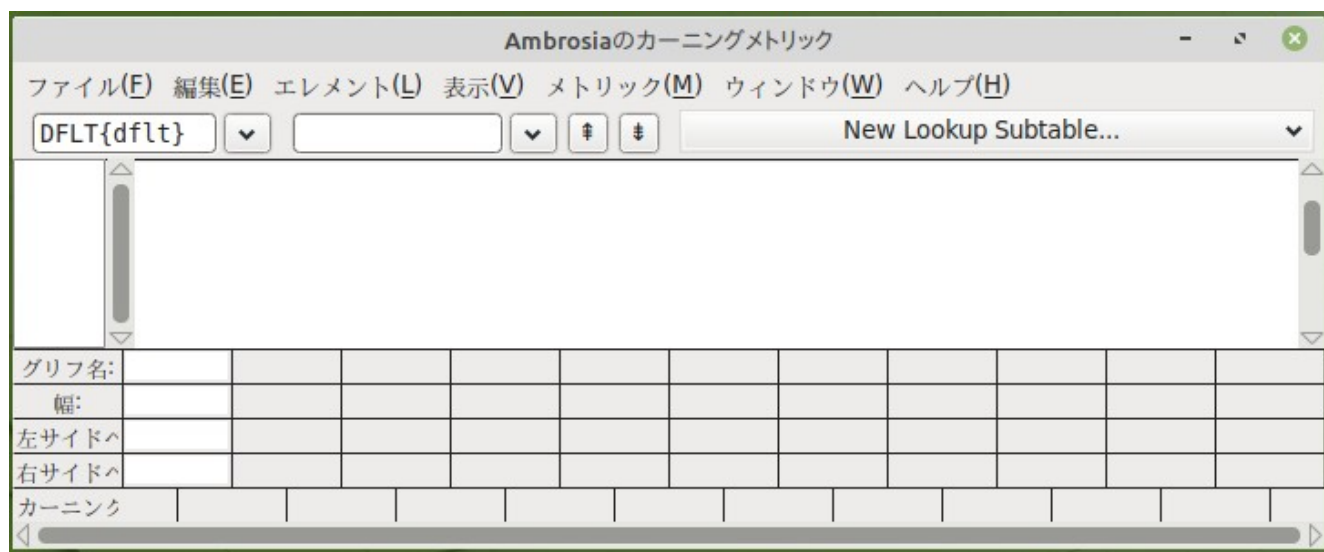 Ambrosiaのカーニングメトリック
ファイル(F) 編集(E) エレメント(L) 表示(V) メトリック(M) ウィンドウ(W) ヘルプ(H)
DFLT{dflt} New Lookup Subtable...
グリフ名:
幅:
左サイドベ
右サイドベ
カーニング